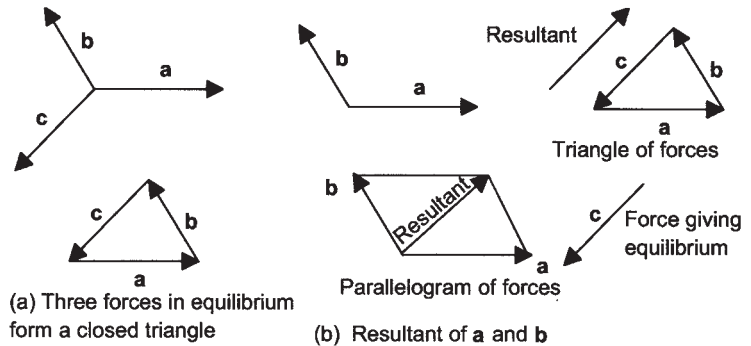 b
a
c
c
b
a
(a) Three forces in equilibrium
form a closed triangle
b
a
Resultant
c
b
a
Triangle of forces
b
Resultant
a
Parallelogram of forces
c
Force giving
equilibrium
(b) Resultant of a and b